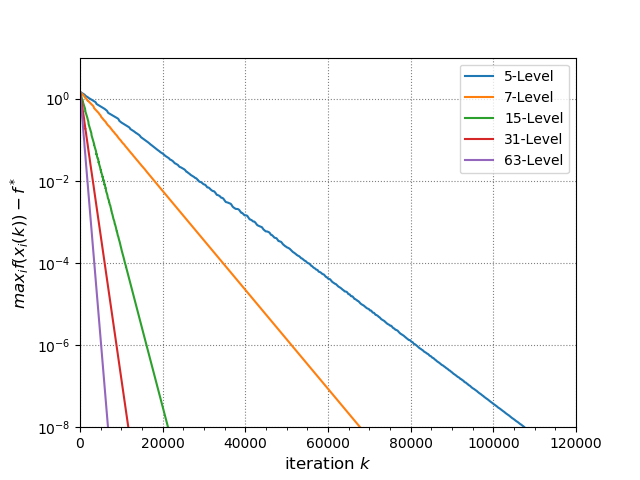 5-Level
7-Level
15-Level
31-Level
63-Level
10^0
10^−2
10^−4
10^−6
10^−8
max_i f(x_i(k)) − f*
0 20000 40000 60000 80000 100000 120000
iteration k